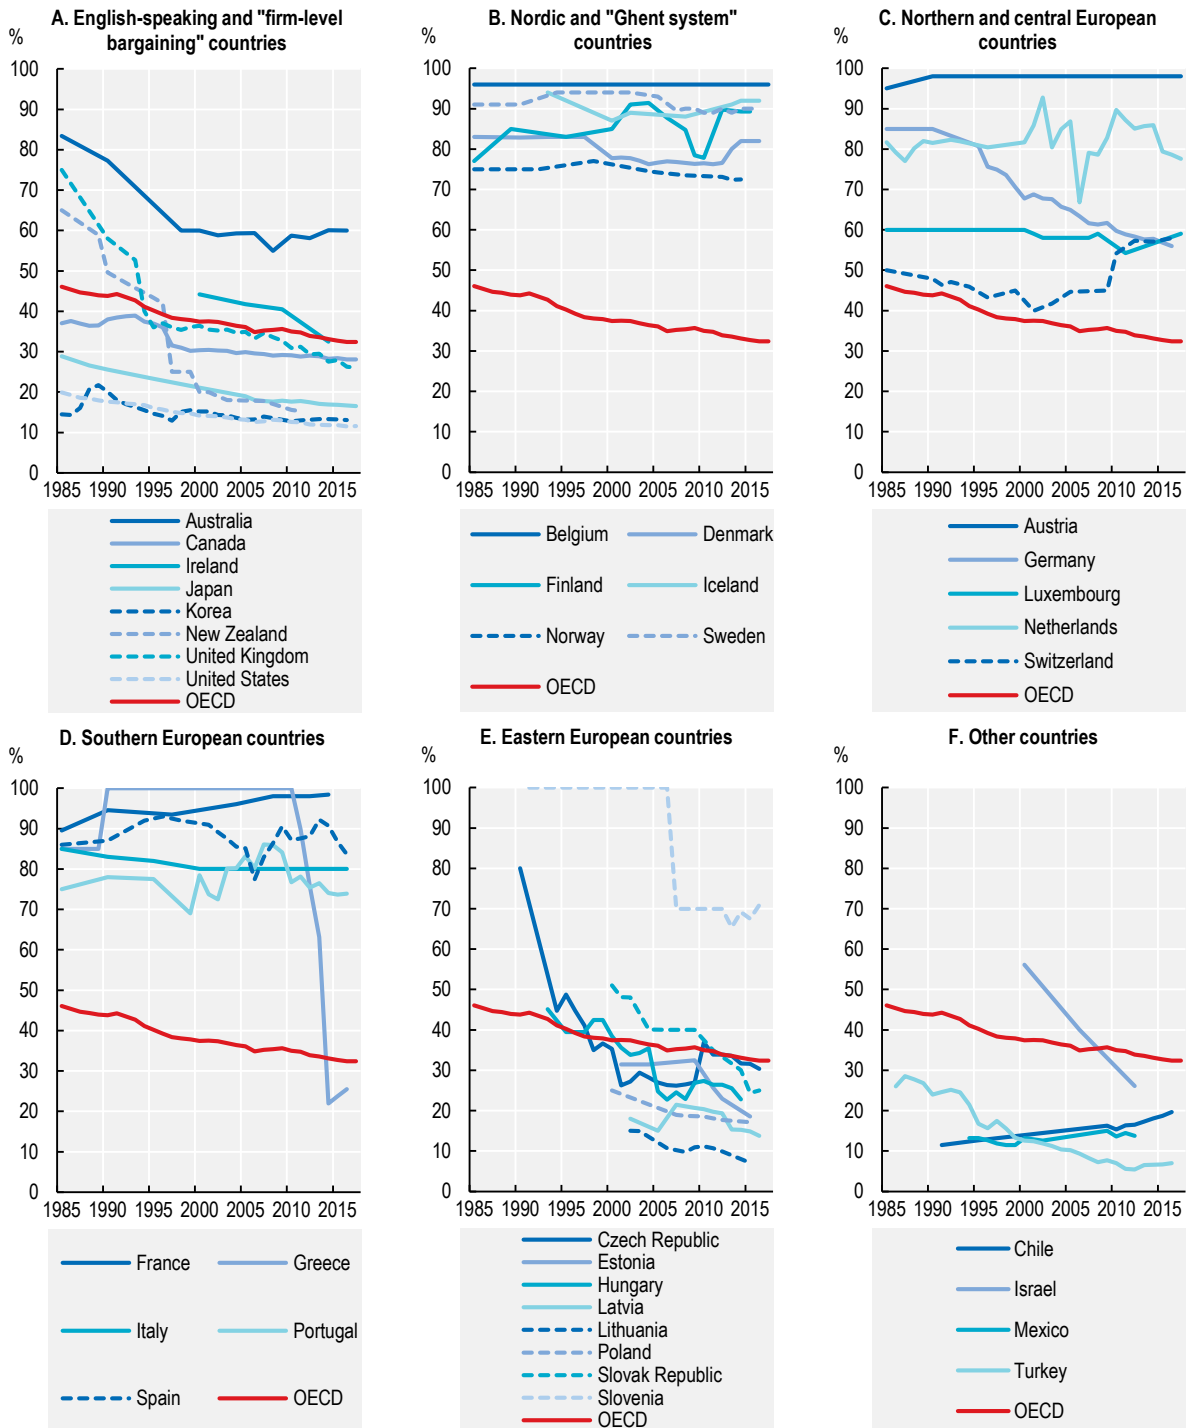 A. English-speaking and "firm-level
bargaining" countries
%
100
90
80
70
60
50
40
30
20
10
0
1985 1990 1995 2000 2005 2010 2015
Australia
Canada
Ireland
Japan
Korea
New Zealand
United Kingdom
United States
OECD
B. Nordic and "Ghent system"
countries
%
100
90
80
70
60
50
40
30
20
10
0
1985 1990 1995 2000 2005 2010 2015
Belgium Denmark
Finland Iceland
Norway Sweden
OECD
C. Northern and central European
countries
%
100
90
80
70
60
50
40
30
20
10
0
1985 1990 1995 2000 2005 2010 2015
Austria
Germany
Luxembourg
Netherlands
Switzerland
OECD
D. Southern European countries
%
100
90
80
70
60
50
40
30
20
10
0
1985 1990 1995 2000 2005 2010 2015
France Greece
Italy Portugal
Spain OECD
E. Eastern European countries
%
100
90
80
70
60
50
40
30
20
10
0
1985 1990 1995 2000 2005 2010 2015
Czech Republic
Estonia
Hungary
Latvia
Lithuania
Poland
Slovak Republic
Slovenia
OECD
F. Other countries
%
100
90
80
70
60
50
40
30
20
10
0
1985 1990 1995 2000 2005 2010 2015
Chile
Israel
Mexico
Turkey
OECD